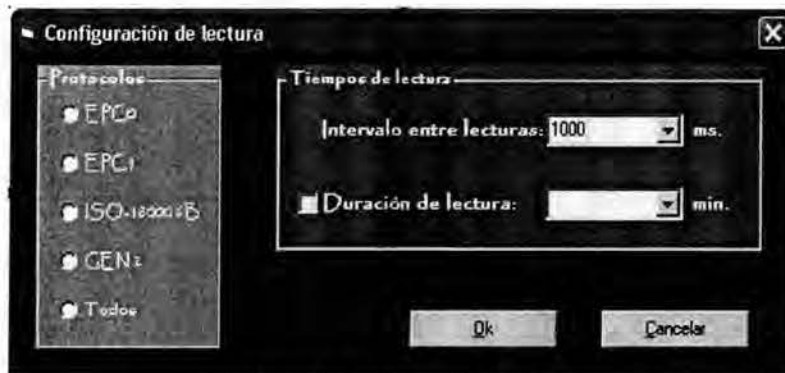 Configuración de lectura
Protocolos
EPC0
EPC1
ISO-180006B
GEN2
Todos
Tiempos de lectura
Intervalo entre lecturas: 1000 ms.
Duración de lectura: min.
Ok
Cancelar